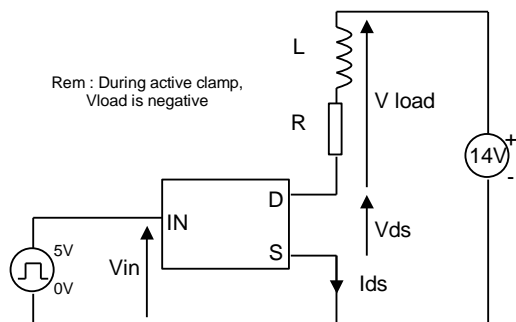 L
Rem : During active clamp,
Vload is negative
V load
R
14V
+
-
D
IN
Vds
S
5V
0V
Vin
Ids